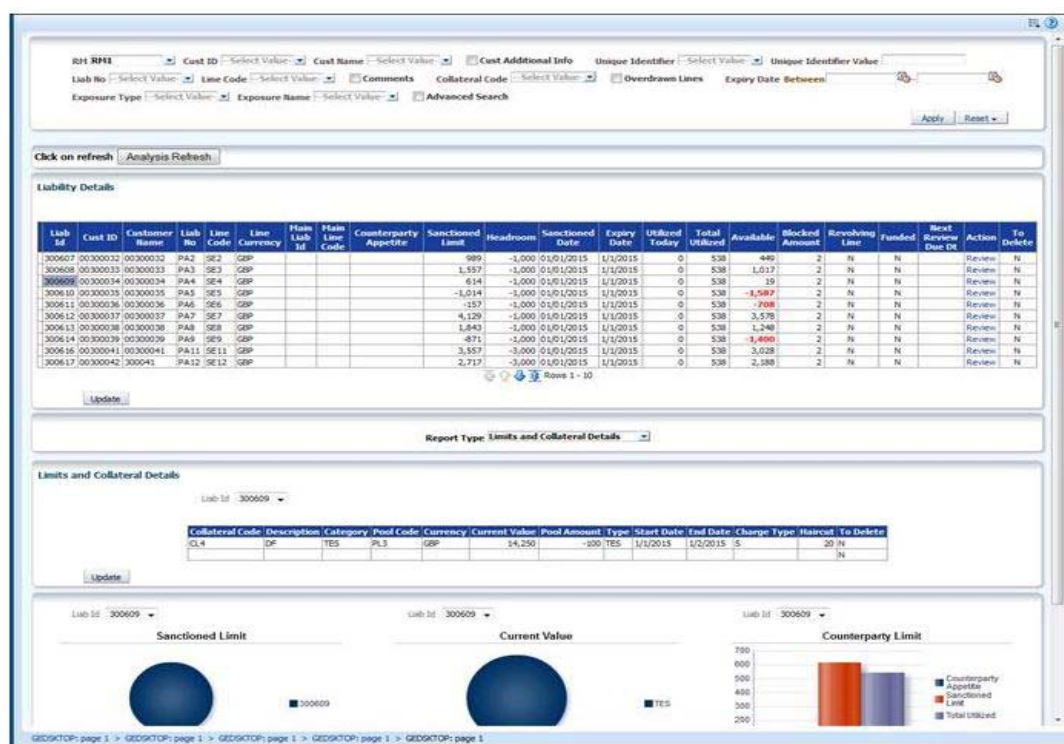 RM RM1 Cust ID --Select Value-- Cust Name --Select Value-- Cust Additional Info Unique Identifier --Select Value-- Unique Identifier Value
Liab No --Select Value-- Line Code --Select Value-- Comments Collateral Code --Select Value-- Overdrawn Lines Expiry Date Between -
Exposure Type --Select Value-- Exposure Name --Select Value-- Advanced Search
Apply Reset
Click on refresh Analysis Refresh
Liability Details
Liab Id Cust ID Customer Name Liab No Line Code Line Currency Main Liab Id Main Line Code Counterparty Appetite Sanctioned Limit Headroom Sanctioned Date Expiry Date Utilized Today Total Utilized Available Blocked Amount Revolving Line Funded Next Review Due Dt Action To Delete
300607 00300032 00300032 PA2 SE2 GBP 989 -1,000 01/01/2015 1/1/2015 0 538 449 2 N N Review N
300608 00300033 00300033 PA3 SE3 GBP 1,557 -1,000 01/01/2015 1/1/2015 0 538 1,017 2 N N Review N
300609 00300034 00300034 PA4 SE4 GBP 614 -1,000 01/01/2015 1/1/2015 0 538 19 2 N N Review N
300610 00300035 00300035 PA5 SE5 GBP -1,014 -1,000 01/01/2015 1/1/2015 0 538 -1,587 2 N N Review N
300611 00300036 00300036 PA6 SE6 GBP -157 -1,000 01/01/2015 1/1/2015 0 538 -708 2 N N Review N
300612 00300037 00300037 PA7 SE7 GBP 4,129 -1,000 01/01/2015 1/1/2015 0 538 3,578 2 N N Review N
300613 00300038 00300038 PA8 SE8 GBP 1,843 -1,000 01/01/2015 1/1/2015 0 538 1,248 2 N N Review N
300614 00300039 00300039 PA9 SE9 GBP -871 -1,000 01/01/2015 1/1/2015 0 538 -1,400 2 N N Review N
300616 00300041 00300041 PA11 SE11 GBP 3,557 -3,000 01/01/2015 1/1/2015 0 538 3,028 2 N N Review N
300617 00300042 300041 PA12 SE12 GBP 2,717 -3,000 01/01/2015 1/1/2015 0 538 2,188 2 N N Review N
Rows 1 - 10
Update
Report Type Limits and Collateral Details
Limits and Collateral Details
Liab Id 300609
Collateral Code Description Category Pool Code Currency Current Value Pool Amount Type Start Date End Date Charge Type Haircut To Delete
CL4 DF TES PL3 GBP 14,250 -100 TES 1/1/2015 1/2/2015 S 20 N
N
Update
Liab Id 300609 Liab Id 300609 Liab Id 300609
Sanctioned Limit Current Value Counterparty Limit
300609
TES
700
600
500
400
300
200
Counterparty Appetite
Sanctioned Limit
Total Utilized
GEDSKTOP: page 1 > GEDSKTOP: page 1 > GEDSKTOP: page 1 > GEDSKTOP: page 1 > GEDSKTOP: page 1